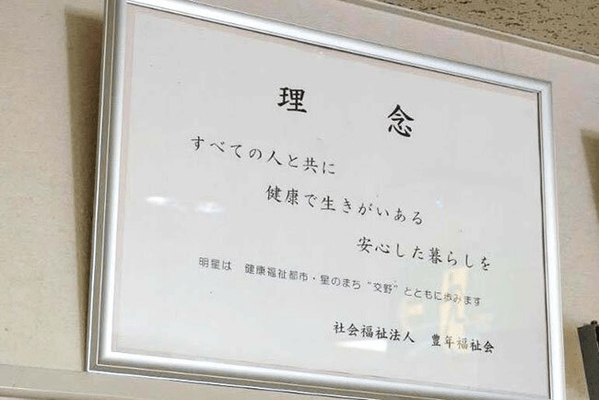 理 念
すべての人と共に
健康で生きがいある
安心した暮らしを
明星は 健康福祉都市・星のまち“交野”とともに歩みます
社会福祉法人 豊年福祉会